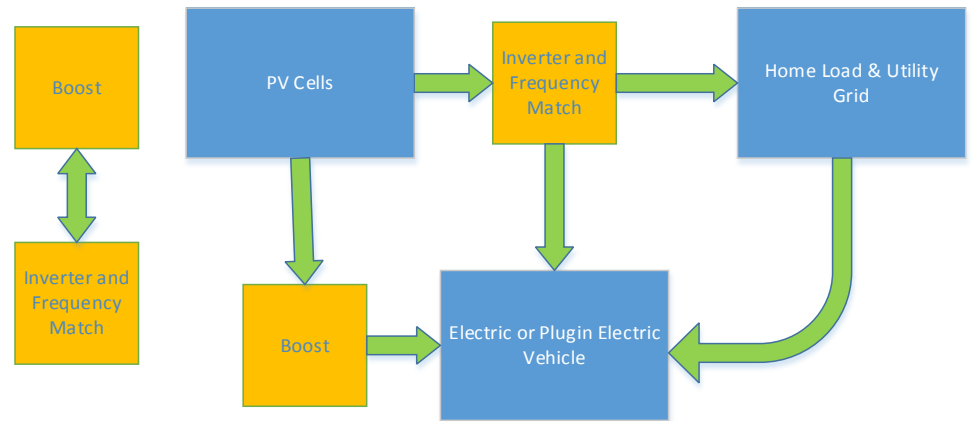 Boost
Inverter and
Frequency
Match
PV Cells
Inverter and
Frequency
Match
Home Load & Utility
Grid
Boost
Electric or Plugin Electric
Vehicle